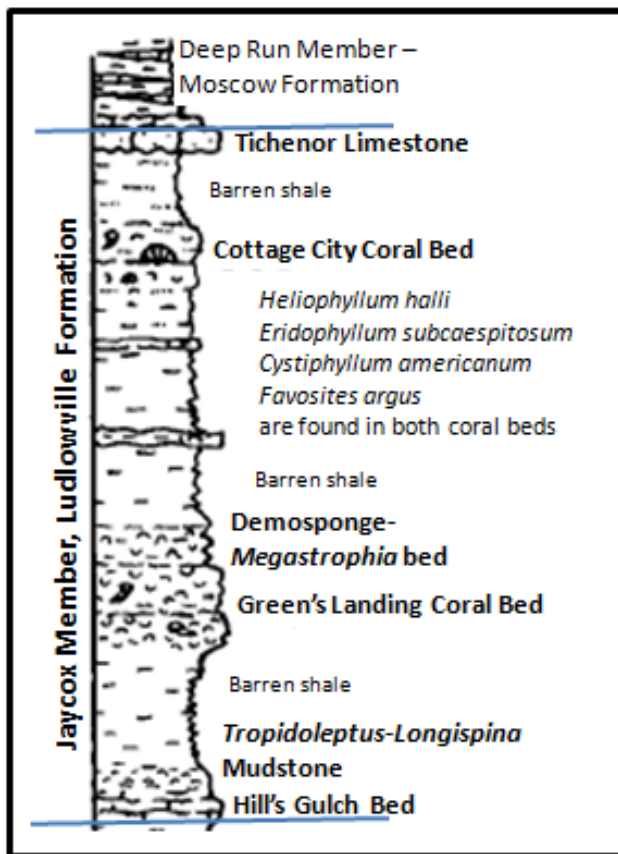 Deep Run Member –
Moscow Formation
Tichenor Limestone
Barren shale
Cottage City Coral Bed
Heliophyllum halli
Eridophyllum subcaespitosum
Cystiphyllum americanum
Favosites argus
are found in both coral beds
Barren shale
Demosponge-
Megastrophia bed
Green's Landing Coral Bed
Barren shale
Tropidoleptus-Longispina
Mudstone
Hill's Gulch Bed
Jaycox Member, Ludlowville Formation